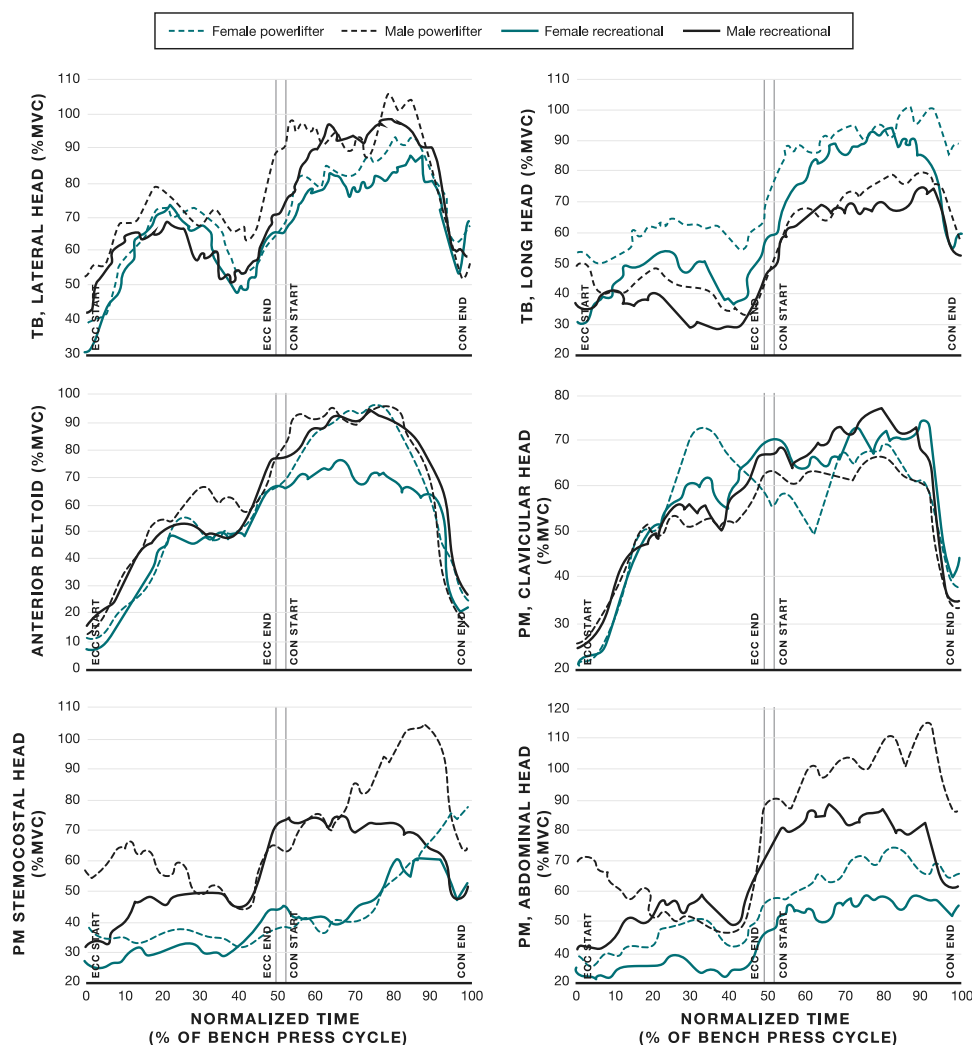 Female powerlifter Male powerlifter Female recreational Male recreational
TB, LATERAL HEAD (%MVC)
110
100
90
80
70
60
50
40
30
ECC START
ECC END
CON START
CON END
TB, LONG HEAD (%MVC)
110
100
90
80
70
60
50
40
30
20
ECC START
ECC END
CON START
CON END
ANTERIOR DELTOID (%MVC)
100
90
80
70
60
50
40
30
20
10
0
ECC START
ECC END
CON START
CON END
PM, CLAVICULAR HEAD
(%MVC)
80
70
60
50
40
30
20
ECC START
ECC END
CON START
CON END
PM STEMOCOSTAL HEAD
(%MVC)
110
100
90
80
70
60
50
40
30
20
ECC START
ECC END
CON START
CON END
0 10 20 30 40 50 60 70 80 90 100
NORMALIZED TIME
(% OF BENCH PRESS CYCLE)
PM, ABDOMINAL HEAD
(%MVC)
120
110
100
90
80
70
60
50
40
30
20
ECC START
ECC END
CON START
CON END
0 10 20 30 40 50 60 70 80 90 100
NORMALIZED TIME
(% OF BENCH PRESS CYCLE)